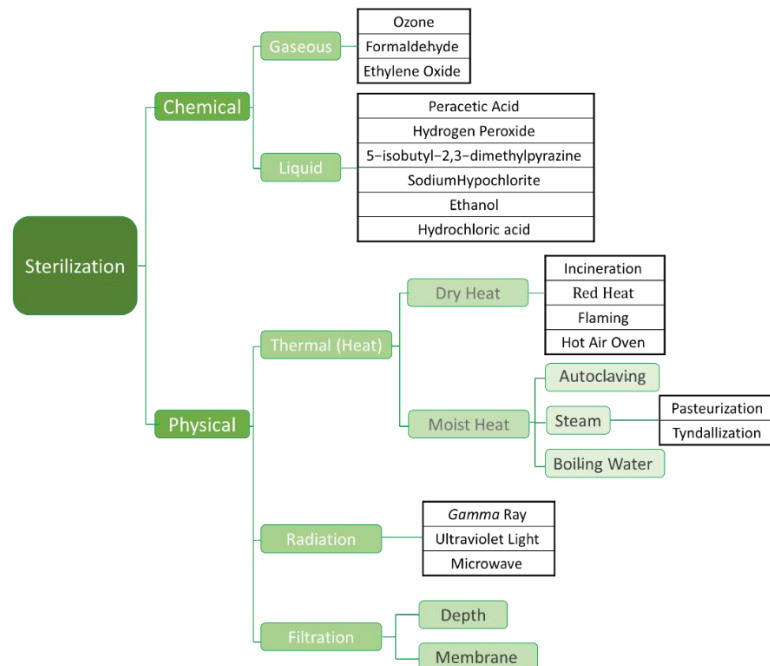 Sterilization
Chemical
Gaseous
Ozone
Formaldehyde
Ethylene Oxide
Liquid
Peracetic Acid
Hydrogen Peroxide
5-isobutyl-2,3-dimethylpyrazine
SodiumHypochlorite
Ethanol
Hydrochloric acid
Physical
Thermal (Heat)
Dry Heat
Incineration
Red Heat
Flaming
Hot Air Oven
Moist Heat
Autoclaving
Steam
Pasteurization
Tyndallization
Boiling Water
Radiation
Gamma Ray
Ultraviolet Light
Microwave
Filtration
Depth
Membrane